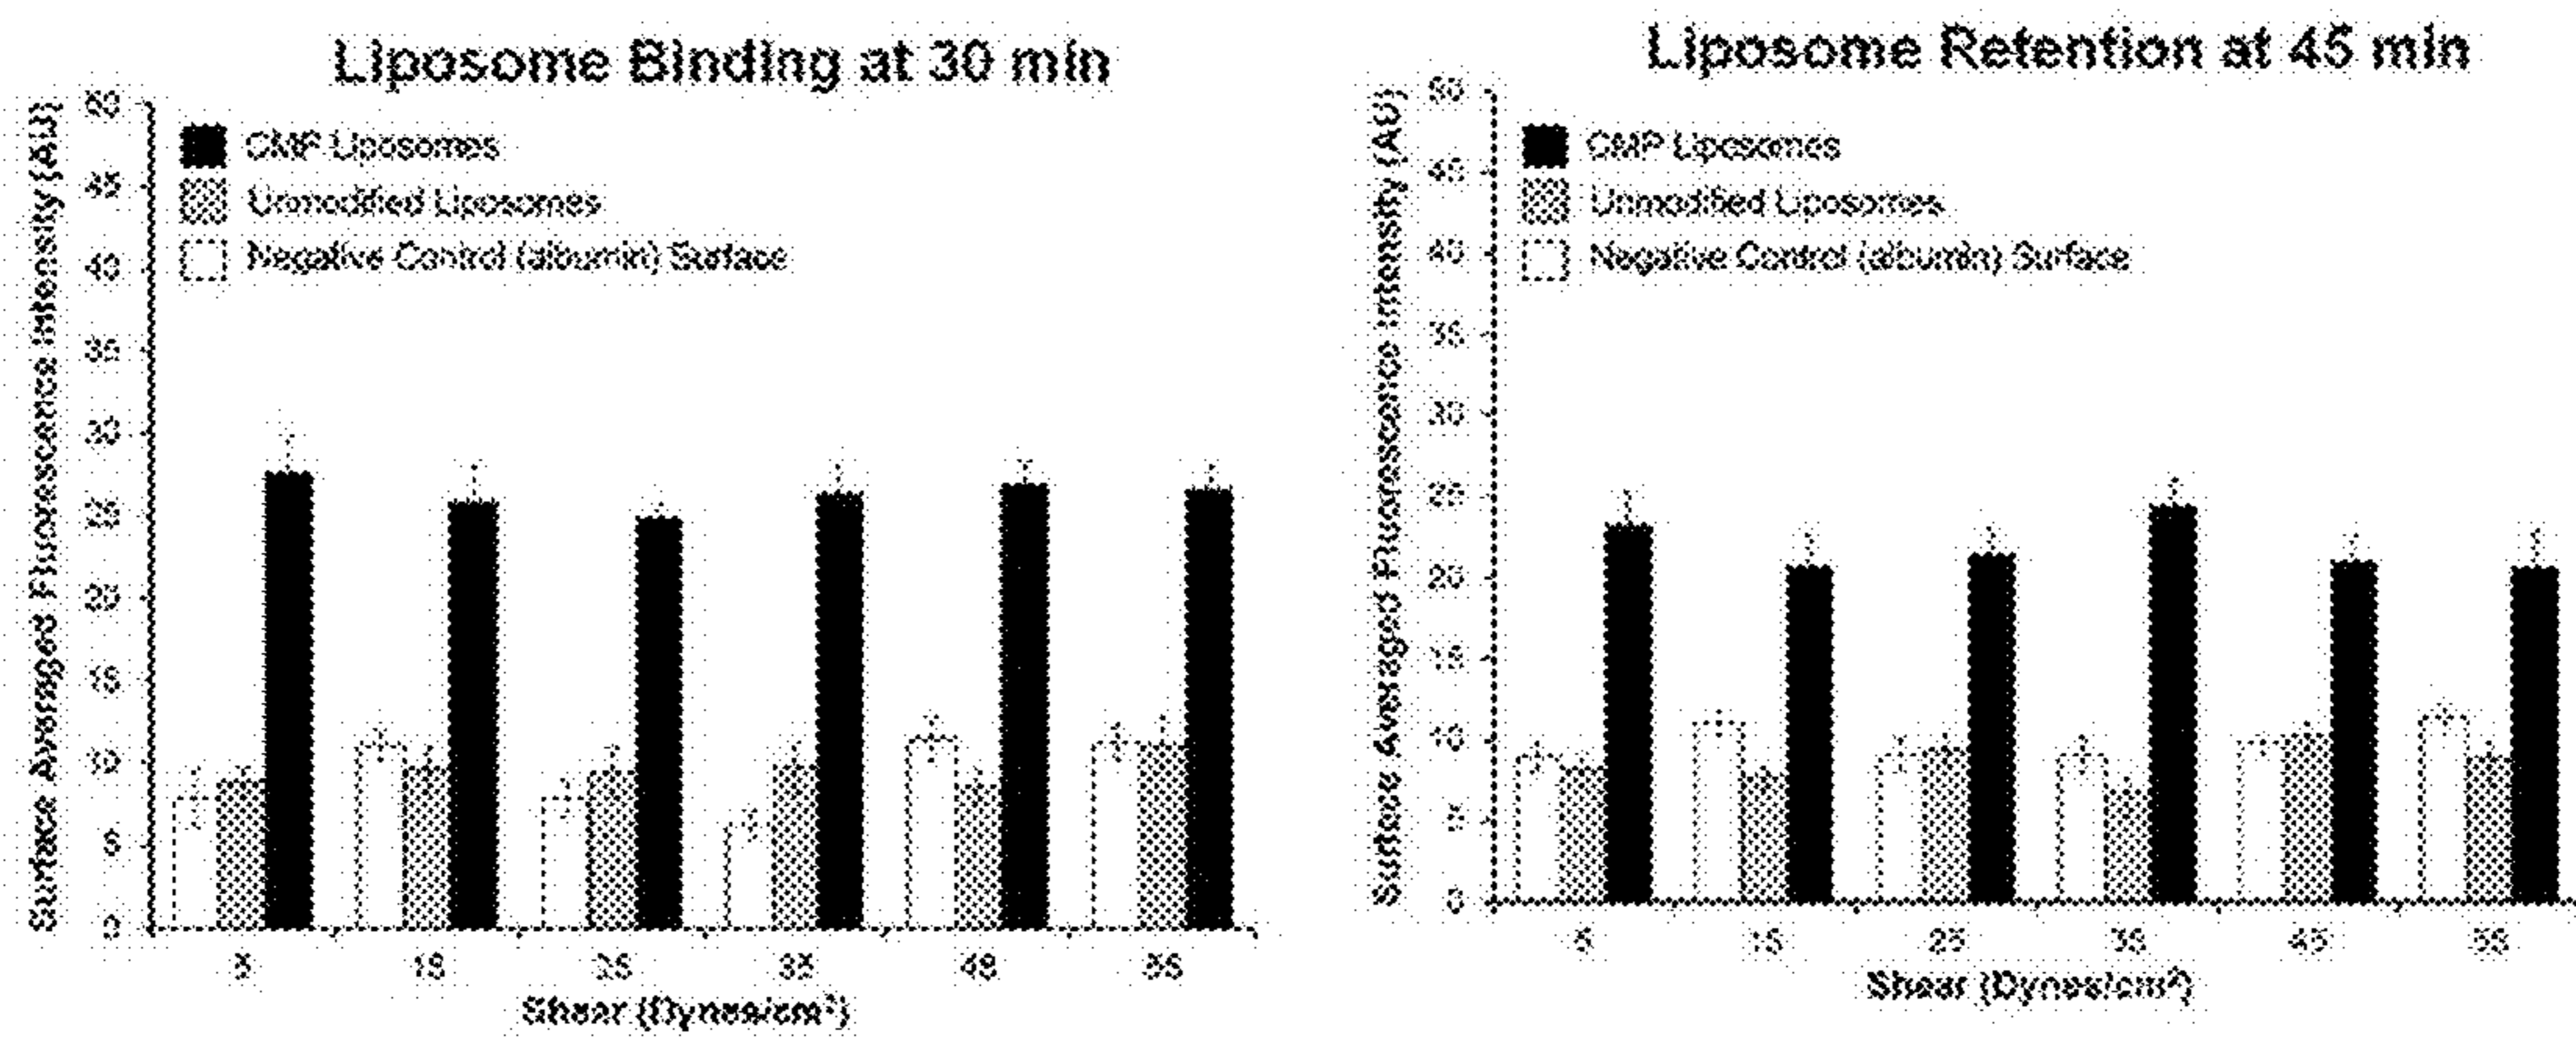 Liposome Binding at 30 min
Surface Averaged Fluorescence Intensity (AU)
50
45
40
35
30
25
20
15
10
5
0
CMP Liposomes
Unmodified Liposomes
Negative Control (albumin) Surface
5 15 25 35 45 55
Shear (Dynes/cm²)
Liposome Retention at 45 min
Surface Averaged Fluorescence Intensity (AU)
50
45
40
35
30
25
20
15
10
5
0
CMP Liposomes
Unmodified Liposomes
Negative Control (albumin) Surface
5 15 25 35 45 55
Shear (Dynes/cm²)